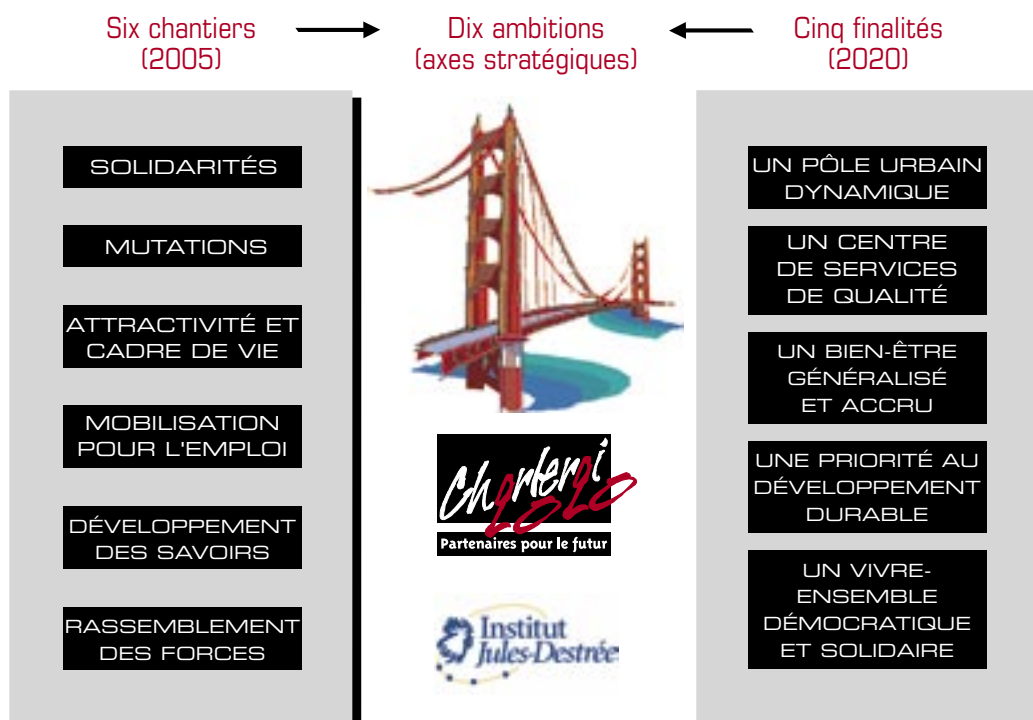 Six chantiers
(2005)
Dix ambitions
(axes stratégiques)
Cinq finalités
(2020)
SOLIDARITÉS
MUTATIONS
ATTRACTIVITÉ ET
CADRE DE VIE
MOBILISATION
POUR L'EMPLOI
DÉVELOPPEMENT
DES SAVOIRS
RASSEMBLEMENT
DES FORCES
Charleroi
2020
Partenaires pour le futur
Institut
Jules-Destrée
UN PÔLE URBAIN
DYNAMIQUE
UN CENTRE
DE SERVICES
DE QUALITÉ
UN BIEN-ÊTRE
GÉNÉRALISÉ
ET ACCRU
UNE PRIORITÉ AU
DÉVELOPPEMENT
DURABLE
UN VIVRE-
ENSEMBLE
DÉMOCRATIQUE
ET SOLIDAIRE